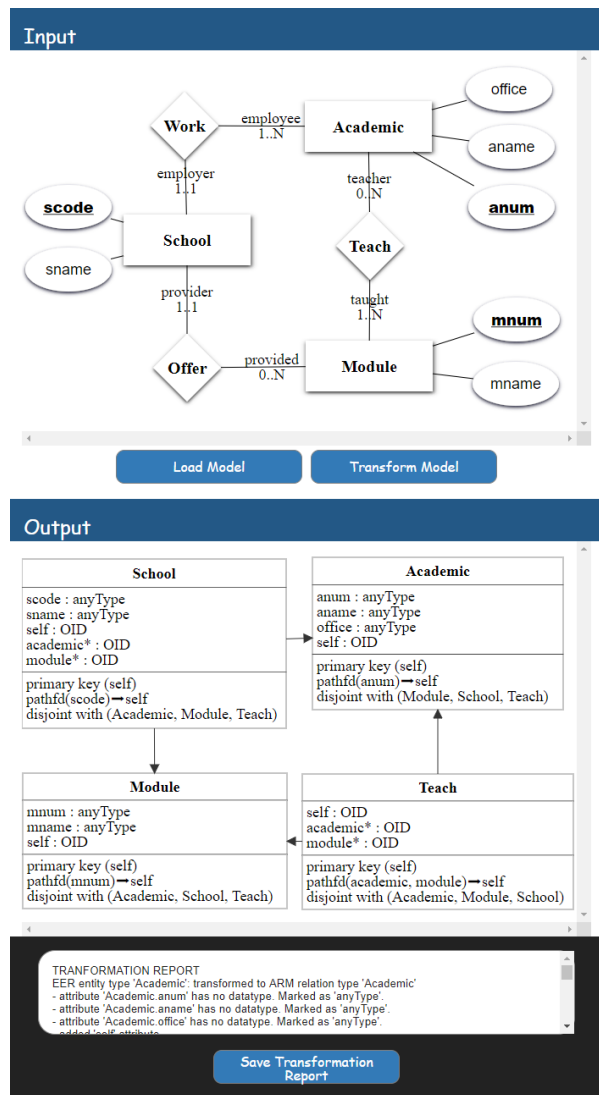 Input
office
Work
employee
1..N
Academic
aname
employer
1..1
teacher
0..N
scode
anum
School
Teach
sname
provider
1..1
taught
1..N
mnum
Offer
provided
0..N
Module
mname
Load Model
Transform Model
Output
School
scode : anyType
sname : anyType
self : OID
academic* : OID
module* : OID
primary key (self)
pathfd(scode)→self
disjoint with (Academic, Module, Teach)
Academic
anum : anyType
aname : anyType
office : anyType
self : OID
primary key (self)
pathfd(anum)→self
disjoint with (Module, School, Teach)
Module
mnum : anyType
mname : anyType
self : OID
primary key (self)
pathfd(mnum)→self
disjoint with (Academic, School, Teach)
Teach
self : OID
academic* : OID
module* : OID
primary key (self)
pathfd(academic, module)→self
disjoint with (Academic, Module, School)
TRANFORMATION REPORT
EER entity type 'Academic': transformed to ARM relation type 'Academic'
- attribute 'Academic.anum' has no datatype. Marked as 'anyType'.
- attribute 'Academic.aname' has no datatype. Marked as 'anyType'.
- attribute 'Academic.office' has no datatype. Marked as 'anyType'.
- added 'self' attribute
Save Transformation
Report